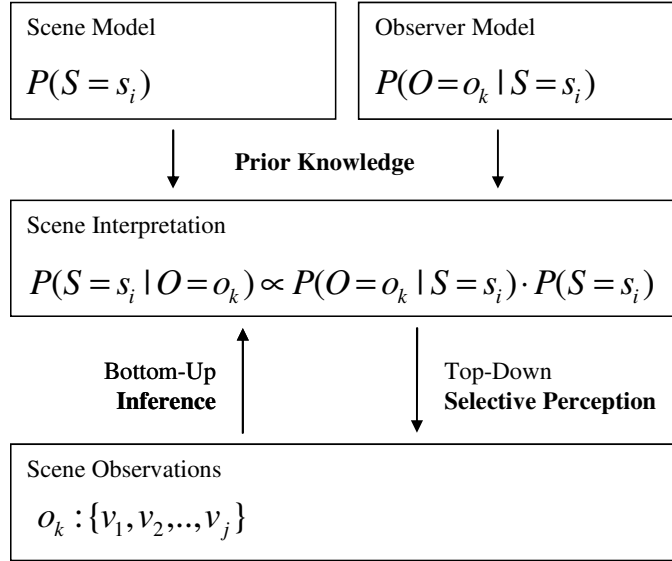 Scene Model
P(S = s_i)
Observer Model
P(O = o_k | S = s_i)
Prior Knowledge
Scene Interpretation
P(S = s_i | O = o_k) ∝ P(O = o_k | S = s_i) · P(S = s_i)
Bottom-Up
Inference
Top-Down
Selective Perception
Scene Observations
o_k : {v_1, v_2, .., v_j}